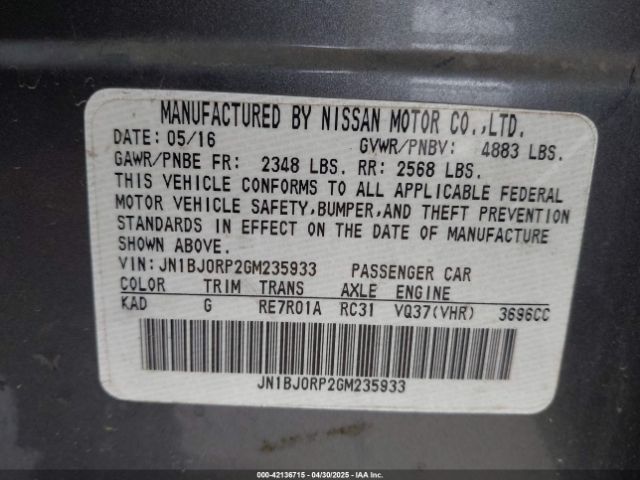 MANUFACTURED BY NISSAN MOTOR CO.,LTD.
DATE: 05/16 GVWR/PNBV: 4883 LBS.
GAWR/PNBE FR: 2348 LBS. RR: 2568 LBS.
THIS VEHICLE CONFORMS TO ALL APPLICABLE FEDERAL
MOTOR VEHICLE SAFETY,BUMPER,AND THEFT PREVENTION
STANDARDS IN EFFECT ON THE DATE OF MANUFACTURE
SHOWN ABOVE.
VIN:JN1BJ0RP2GM235933 PASSENGER CAR
COLOR TRIM TRANS AXLE ENGINE
KAD G RE7R01A RC31 VQ37(VHR) 3696CC
JN1BJ0RP2GM235933
000-42136715 - 04/30/2025 - IAA Inc.